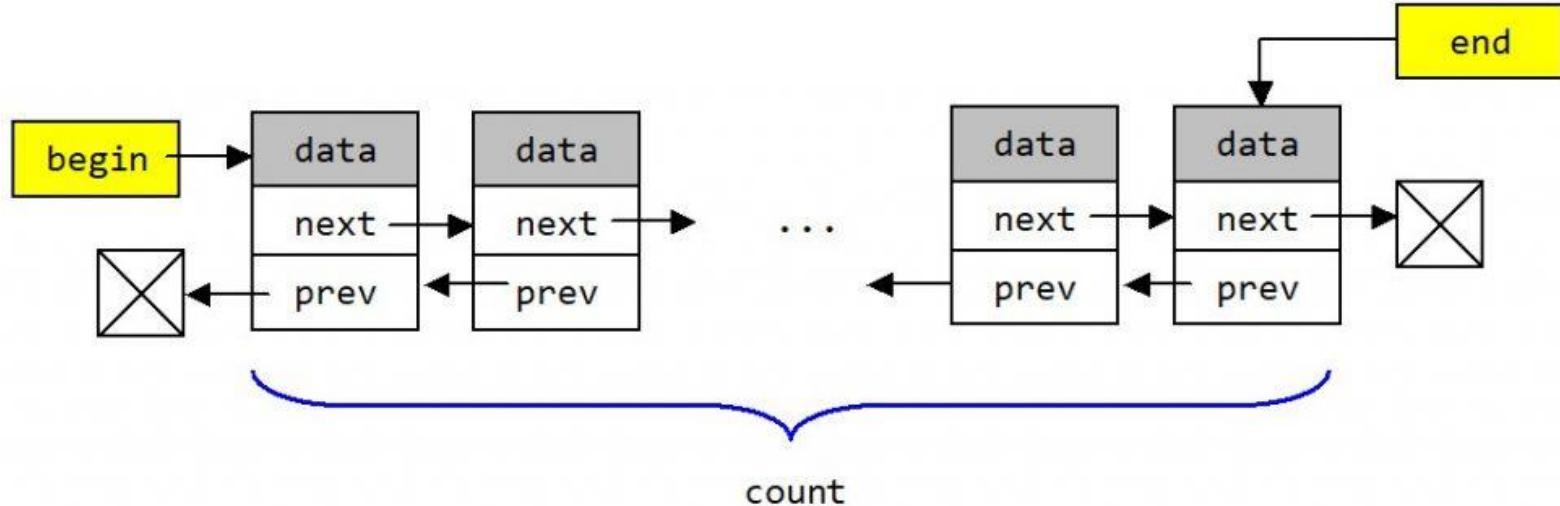 end
begin
data data data data
next next ... next next
prev prev prev prev
count